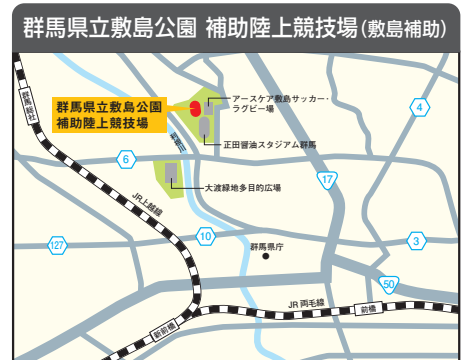 群馬県立敷島公園 補助陸上競技場(敷島補助)
群馬総社
群馬県立敷島公園
補助陸上競技場
アースケア敷島サッカー・
ラグビー場
正田醤油スタジアム群馬
利根川
4
6
大渡緑地多目的広場
17
JR上越線
127
10
群馬県庁
3
50
JR両毛線
前橋
新前橋